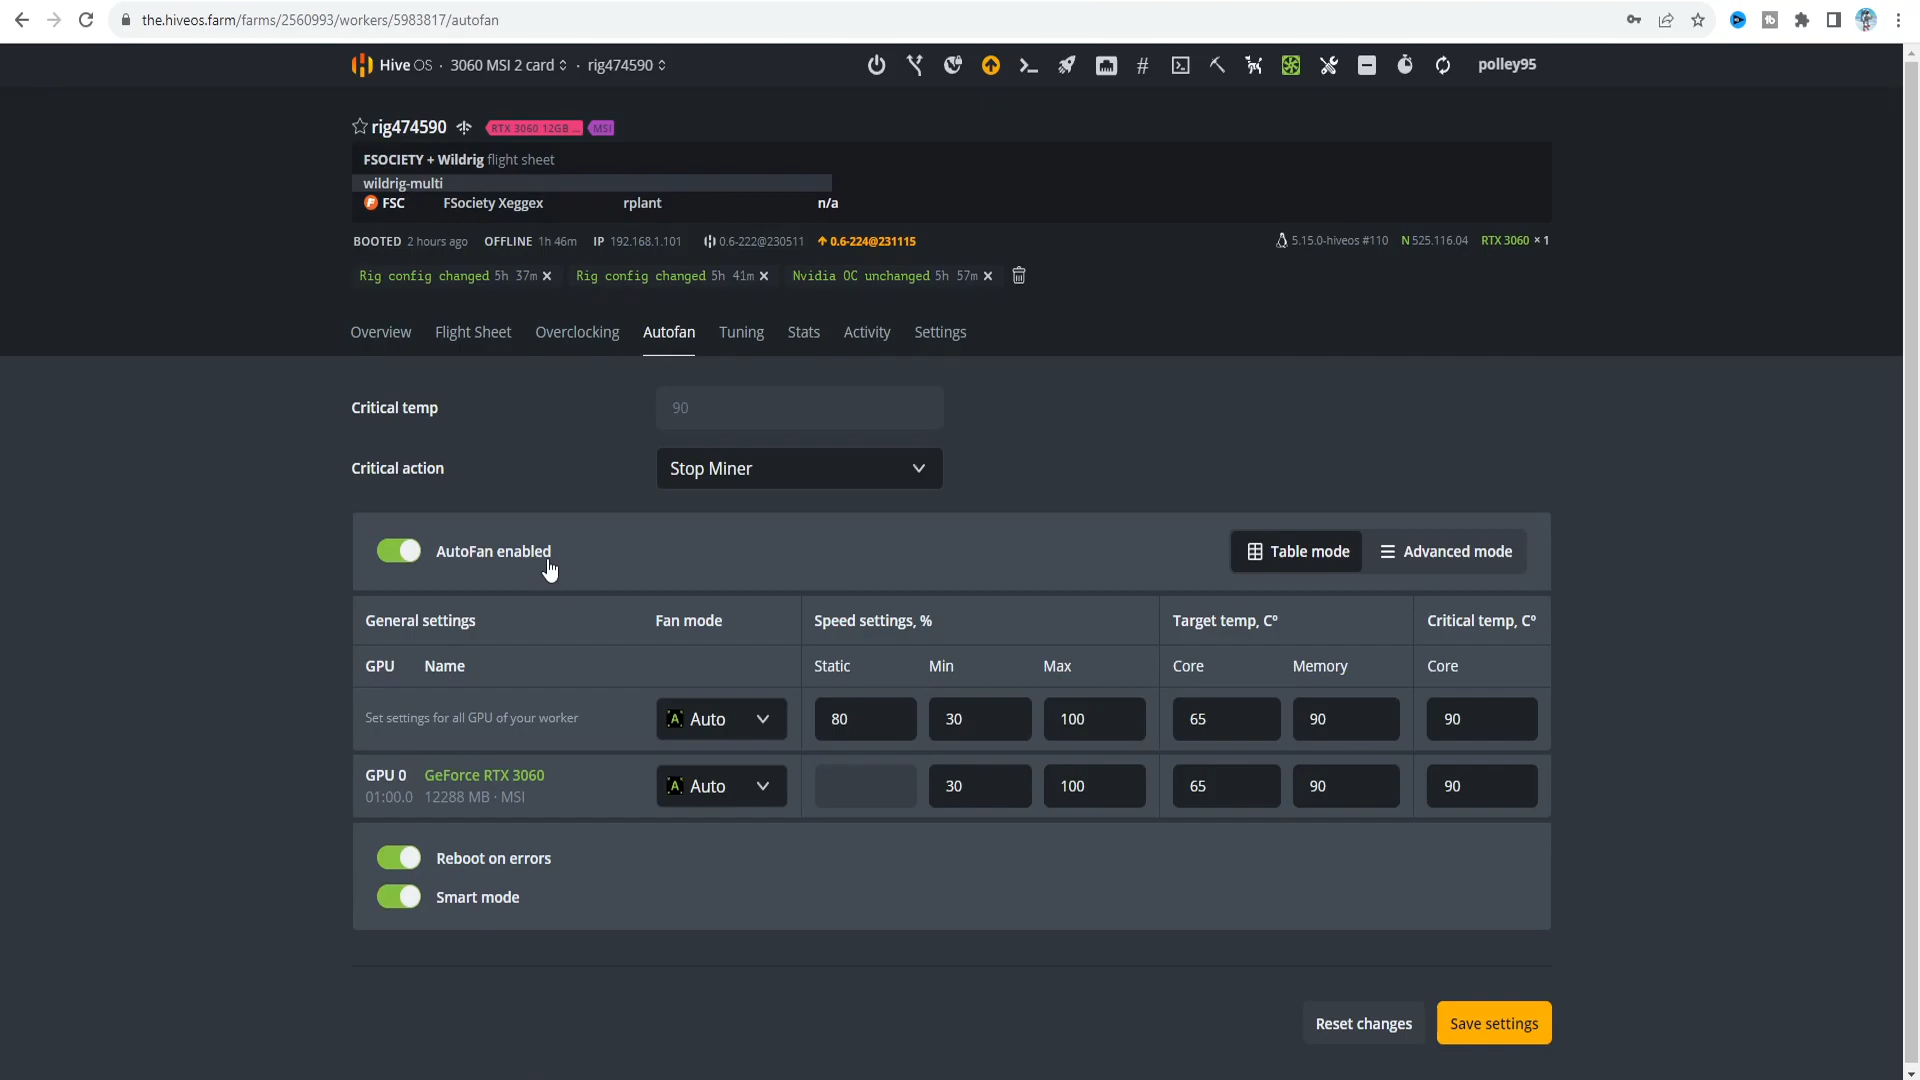 the.hiveos.farm/farms/2560993/workers/5983817/autofan
Hive OS · 3060 MSI 2 card · rig474590
polley95
rig474590 RTX 3060 12GB ... MSI
FSOCIETY + Wildrig flight sheet
wildrig-multi
FSC FSociety Xeggex rplant n/a
BOOTED 2 hours ago OFFLINE 1h 46m IP 192.168.1.101 0.6-222@230511 0.6-224@231115 5.15.0-hiveos #110 N 525.116.04 RTX 3060 × 1
Rig config changed 5h 37m × Rig config changed 5h 41m × Nvidia OC unchanged 5h 57m ×
Overview Flight Sheet Overclocking Autofan Tuning Stats Activity Settings
Critical temp 90
Critical action Stop Miner
AutoFan enabled Table mode Advanced mode
General settings Fan mode Speed settings, % Target temp, C° Critical temp, C°
GPU Name Static Min Max Core Memory Core
Set settings for all GPU of your worker A Auto 80 30 100 65 90 90
GPU 0 GeForce RTX 3060 A Auto 30 100 65 90 90
01:00.0 12288 MB · MSI
Reboot on errors
Smart mode
Reset changes Save settings